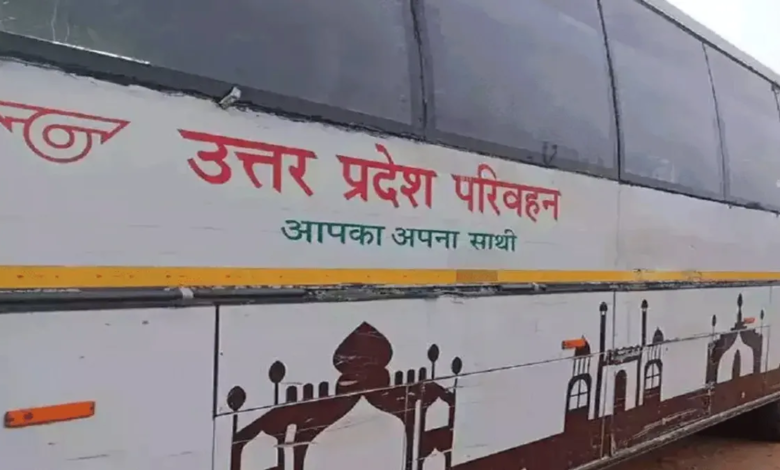 उत्तर प्रदेश परिवहन
आपका अपना साथी